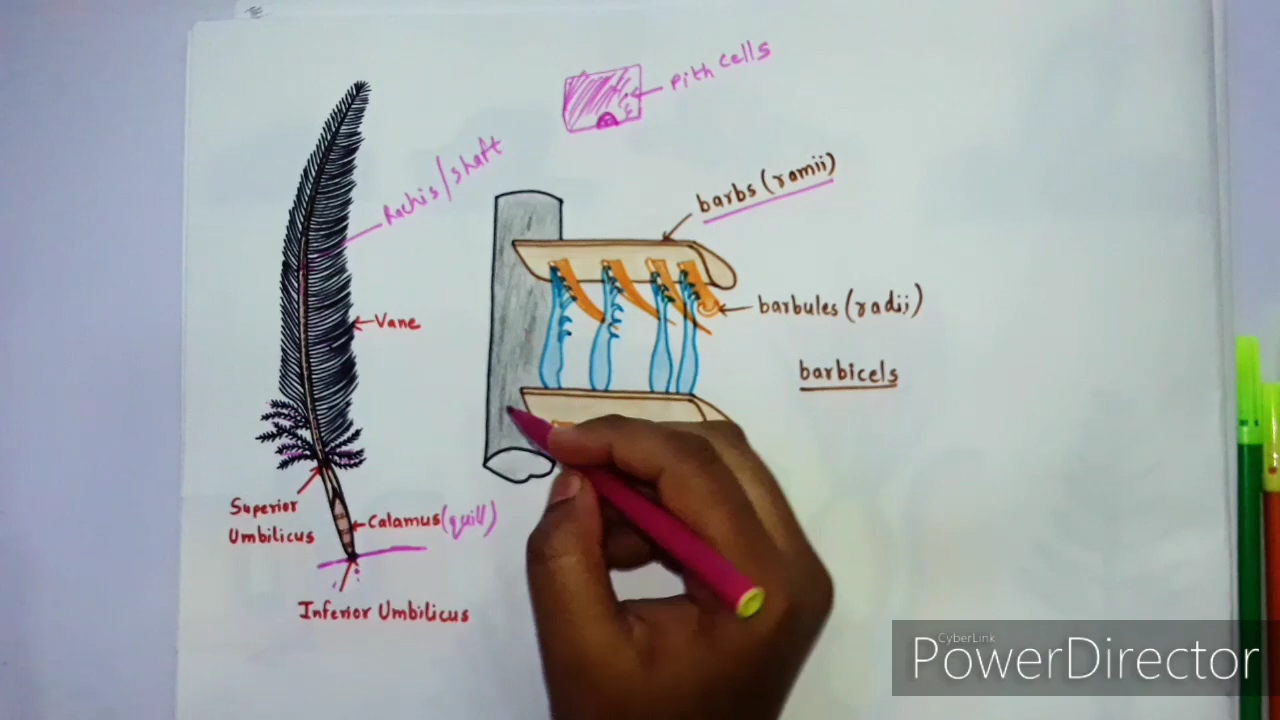 Pith cells
Rachis/shaft
barbs (ramii)
barbules (radii)
Vane
barbicels
Superior
Umbilicus
Calamus (quill)
Inferior Umbilicus
CyberLink
PowerDirector